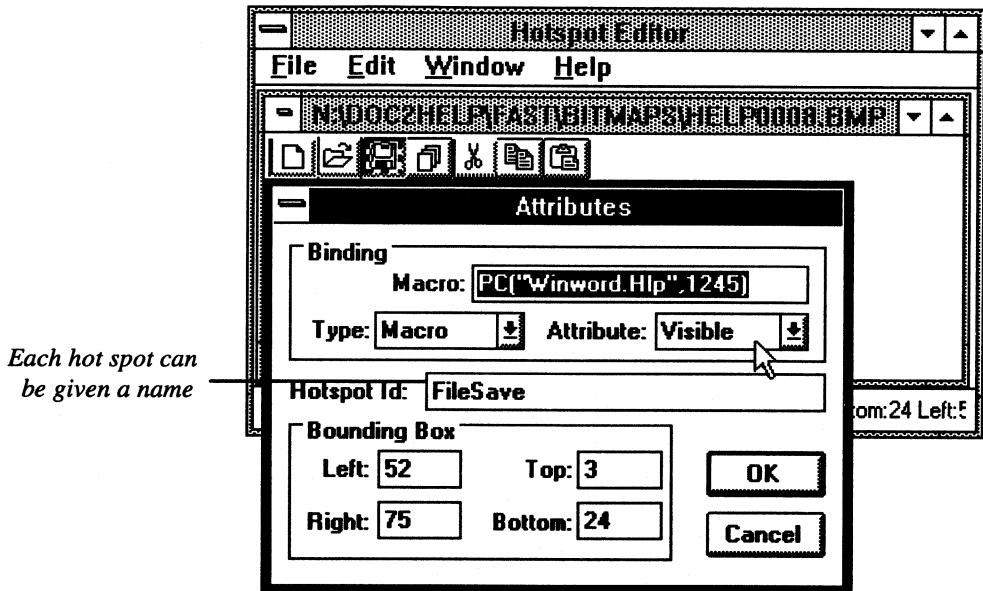 Hotspot Editor
File Edit Window Help
N:\DOC2HELP\FAST\BITMAPS\HELP0008.BMP
Attributes
Binding
Macro: PC("Winword.Hlp",1245)
Type: Macro Attribute: Visible
Each hot spot can
be given a name
Hotspot Id: FileSave
tom:24 Left:5
Bounding Box
Left: 52 Top: 3
OK
Right: 75 Bottom: 24
Cancel